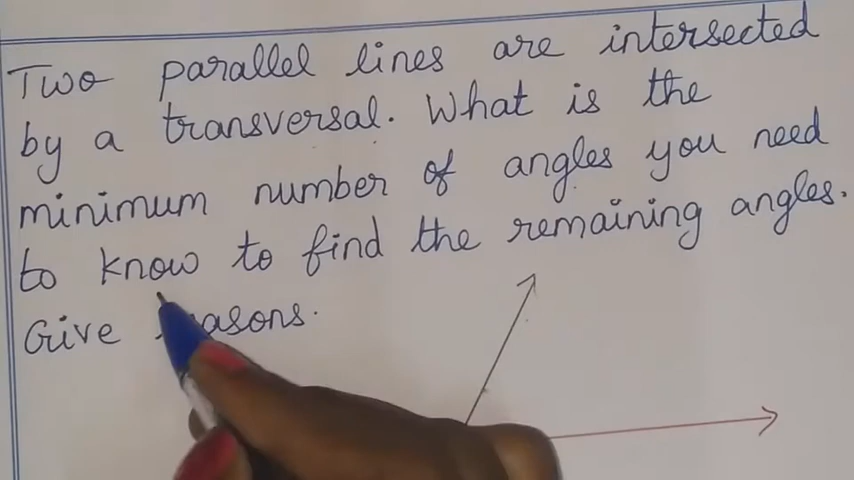 Two parallel lines are intersected
by a transversal. What is the
minimum number of angles you need
to know to find the remaining angles.
Give